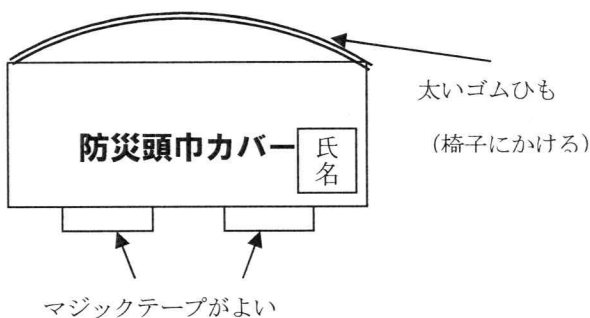 太いゴムひも
(椅子にかける)
防災頭巾カバー
氏名
マジックテープがよい